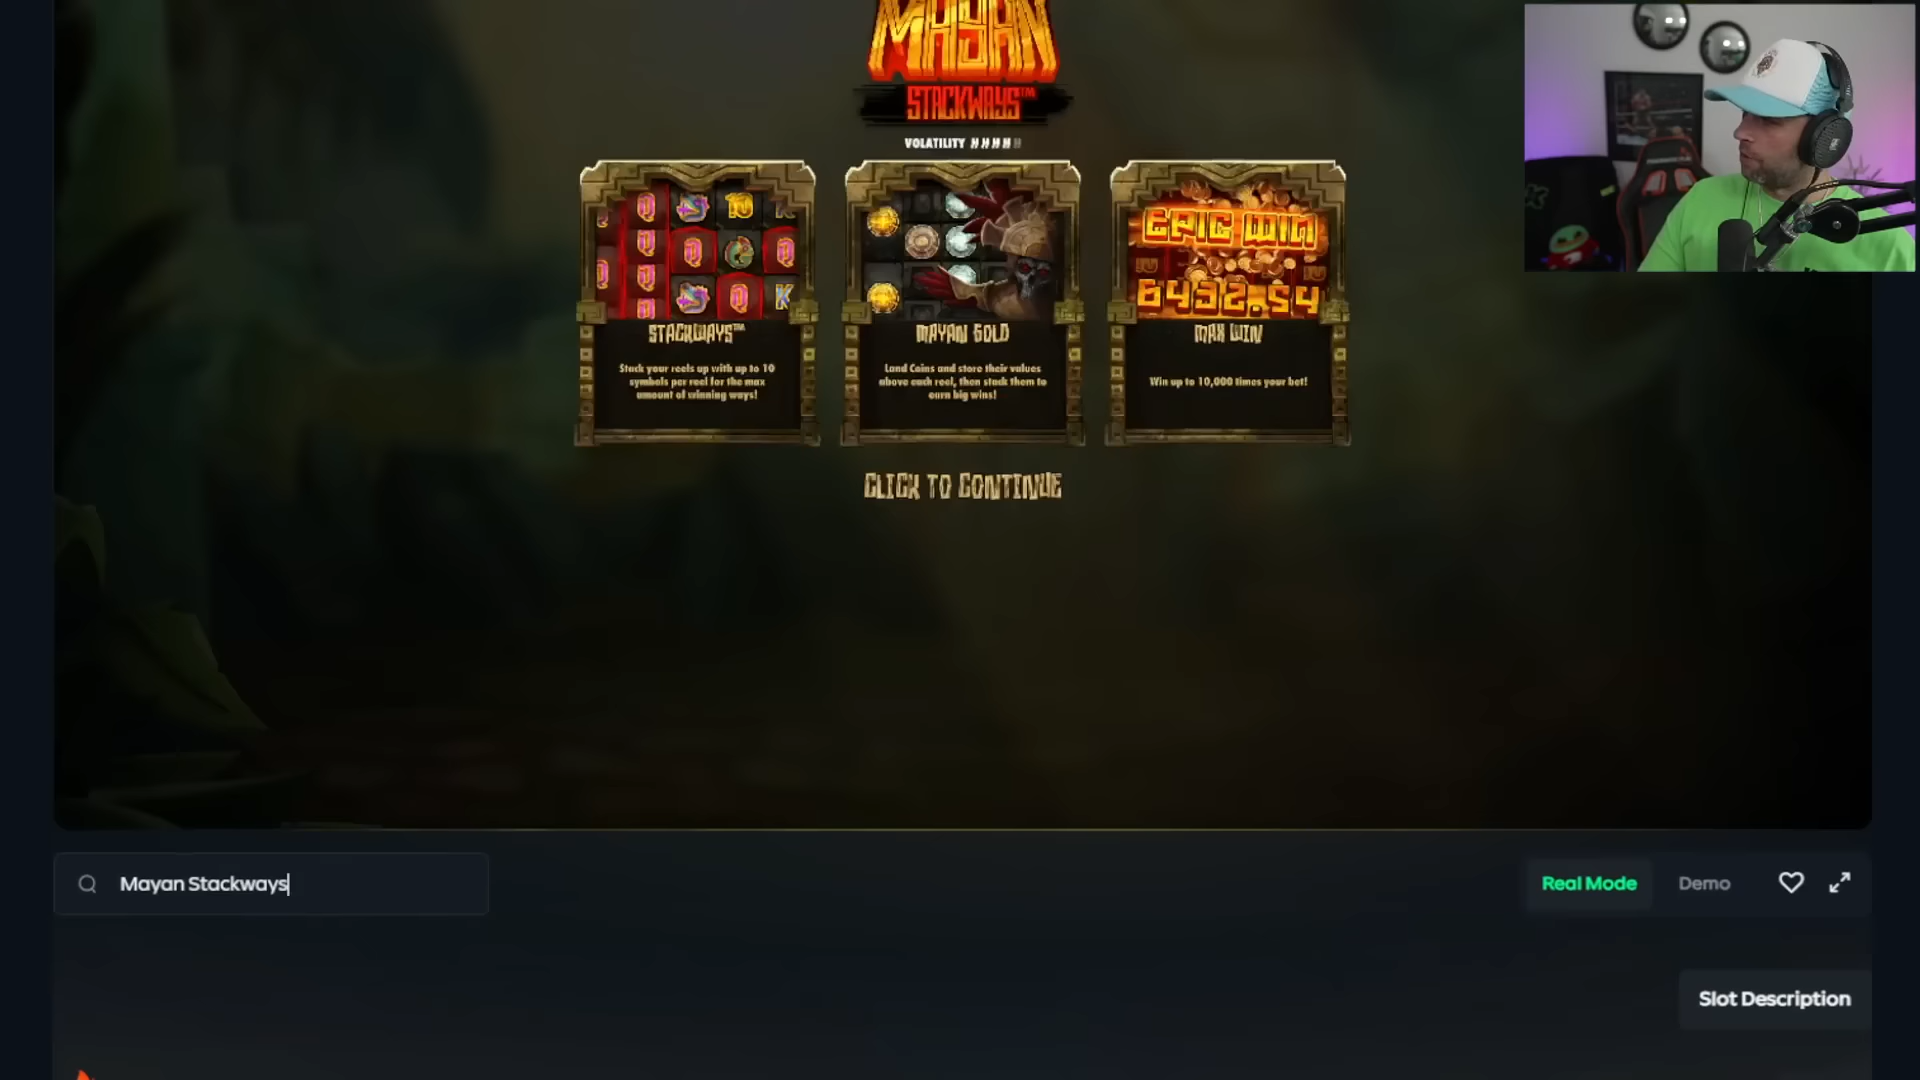 MAYAN
STACKWAYS™
VOLATILITY
EPIC WIN
6432.54
STACKWAYS™
Stack your reels up with up to 10
symbols per reel for the max
amount of winning ways!
MAYAN GOLD
Land Coins and store their values
above each reel, then stack them to
earn big wins!
MAX WIN
Win up to 10,000 times your bet!
CLICK TO CONTINUE
Mayan Stackways
Real Mode
Demo
Slot Description